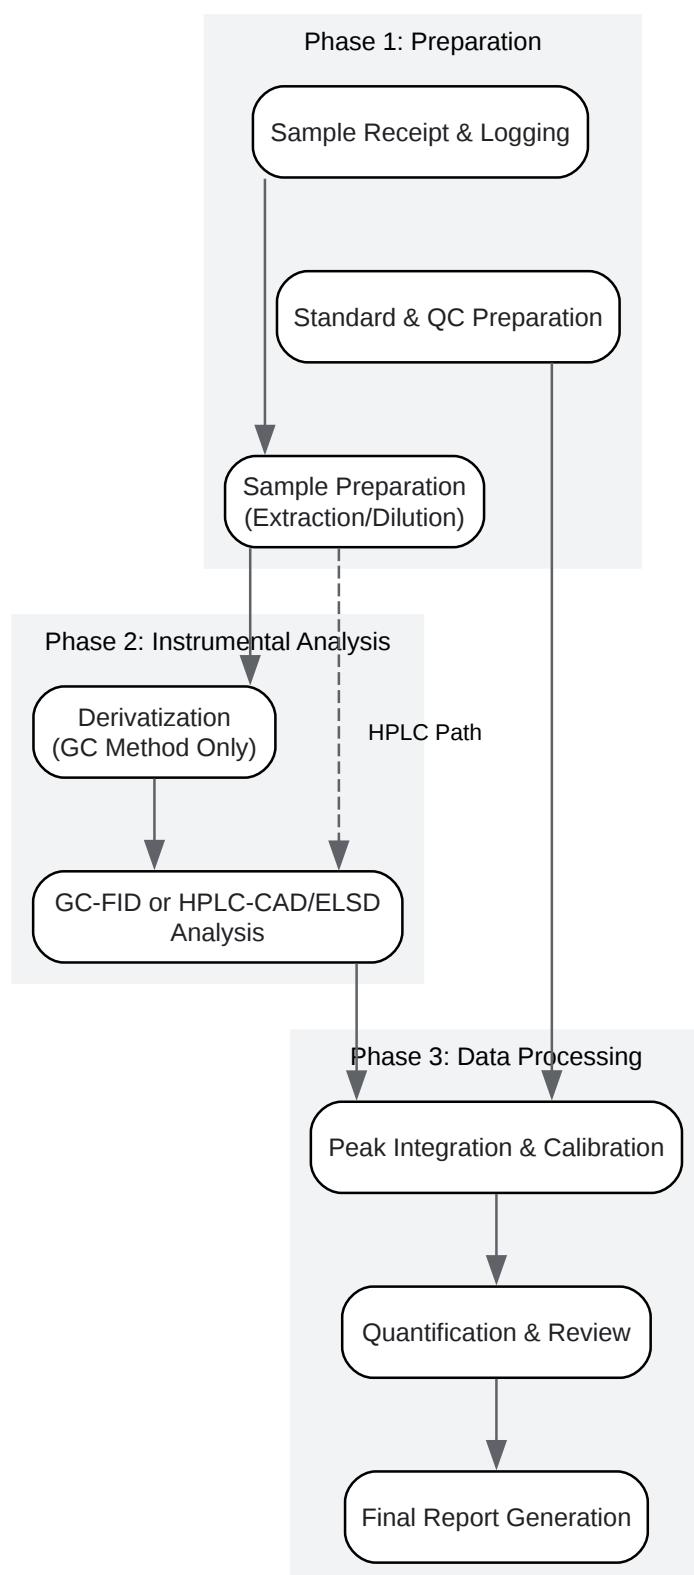 Phase 1: Preparation
Sample Receipt & Logging
Standard & QC Preparation
Sample Preparation
(Extraction/Dilution)
Phase 2: Instrumental Analysis
Derivatization
(GC Method Only)
HPLC Path
GC-FID or HPLC-CAD/ELSD
Analysis
Phase 3: Data Processing
Peak Integration & Calibration
Quantification & Review
Final Report Generation